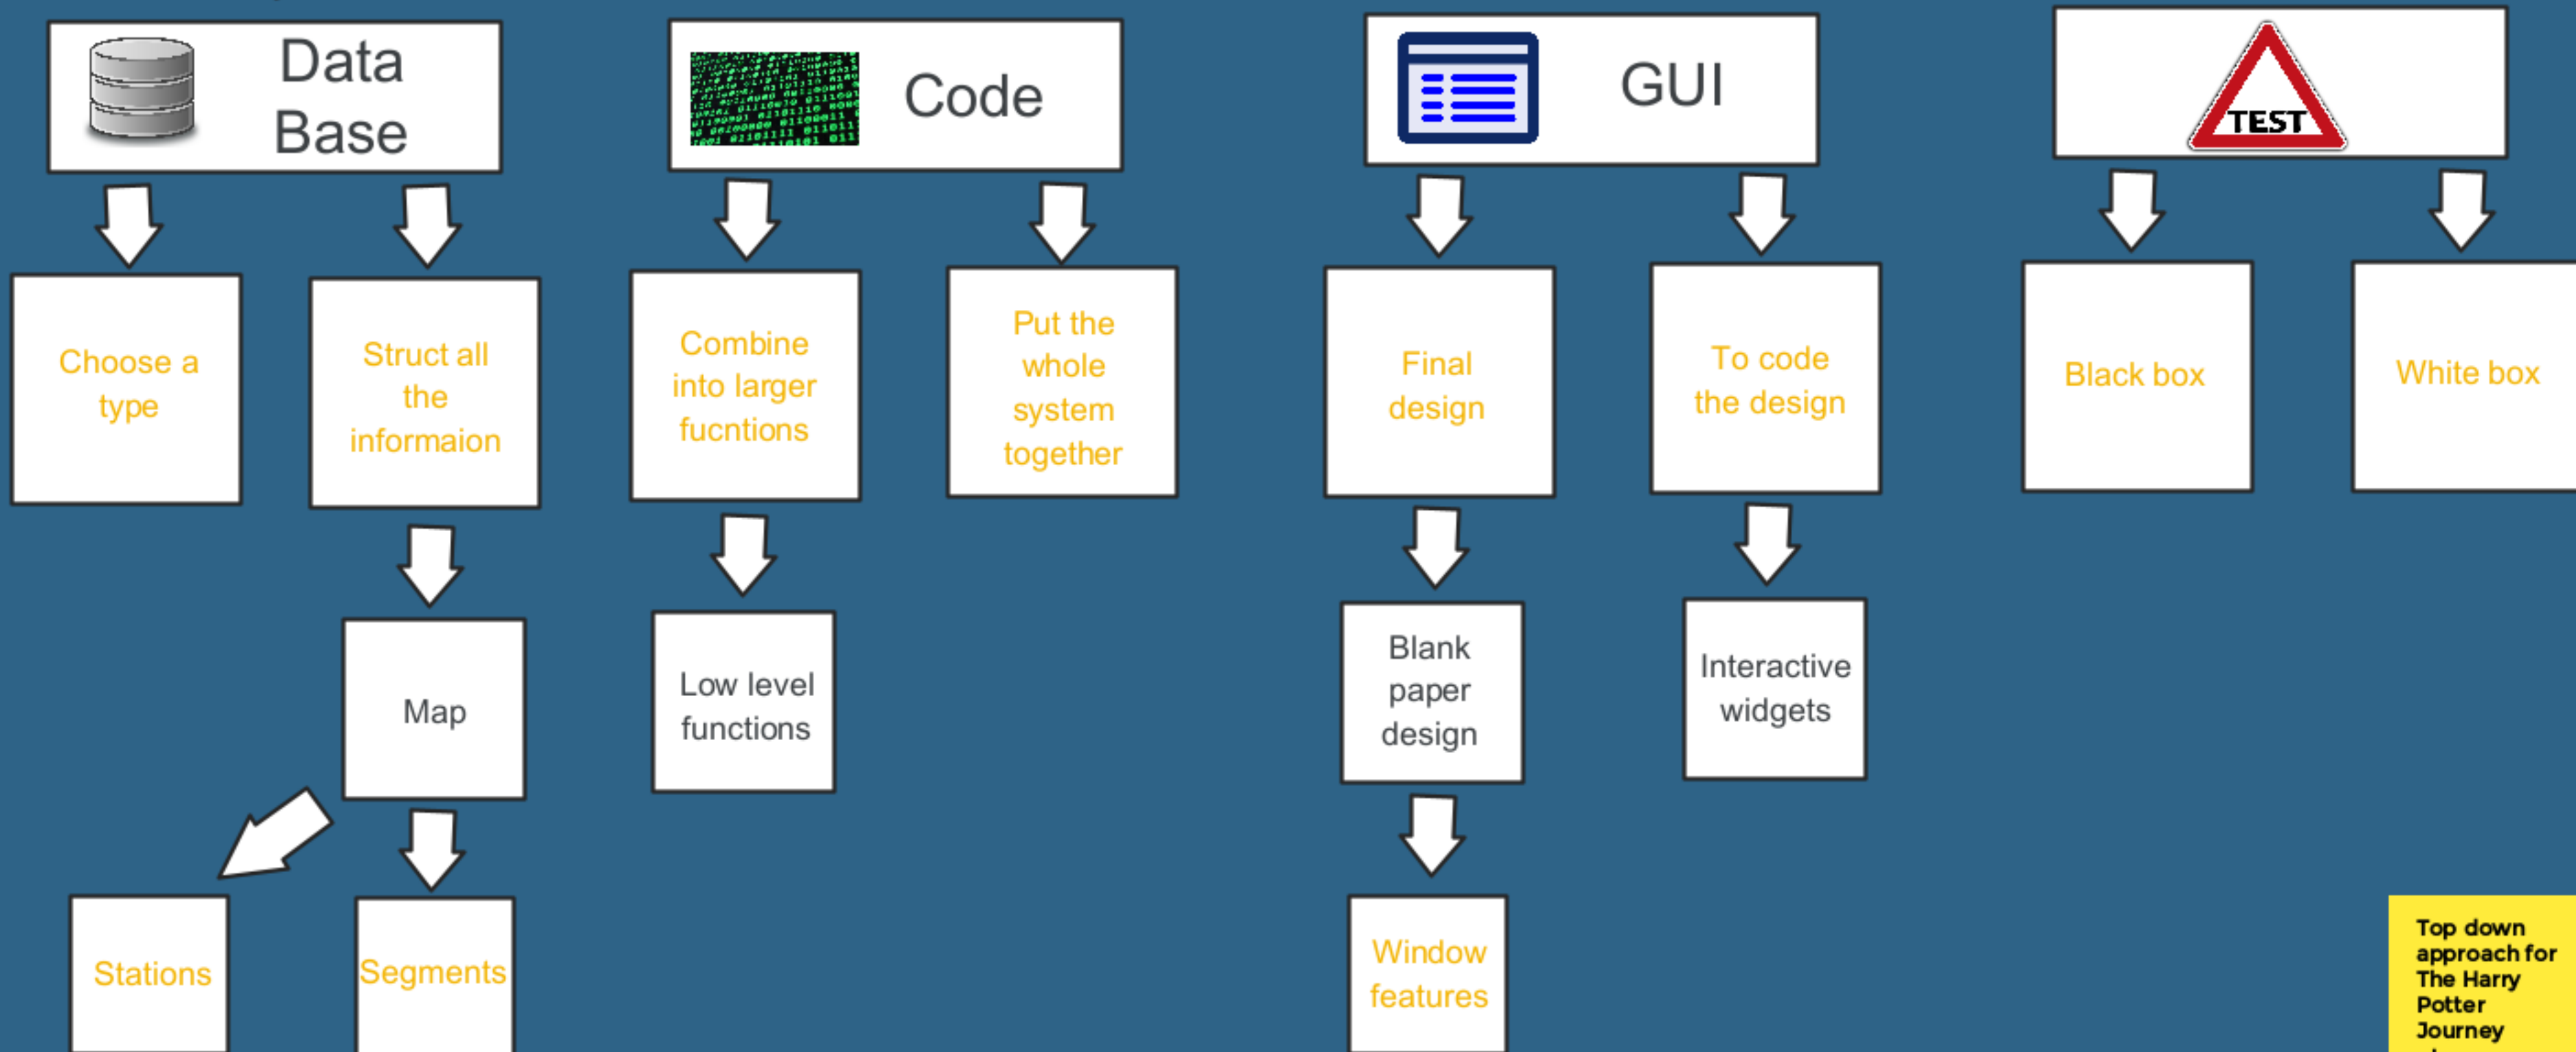 Data
Base
Code
GUI
TEST
Choose a
type
Struct all
the
informaion
Combine
into larger
fucntions
Put the
whole
system
together
Final
design
To code
the design
Black box
White box
Map
Low level
functions
Blank
paper
design
Interactive
widgets
Stations
Segments
Window
features
Top down
approach for
The Harry
Potter
Journey